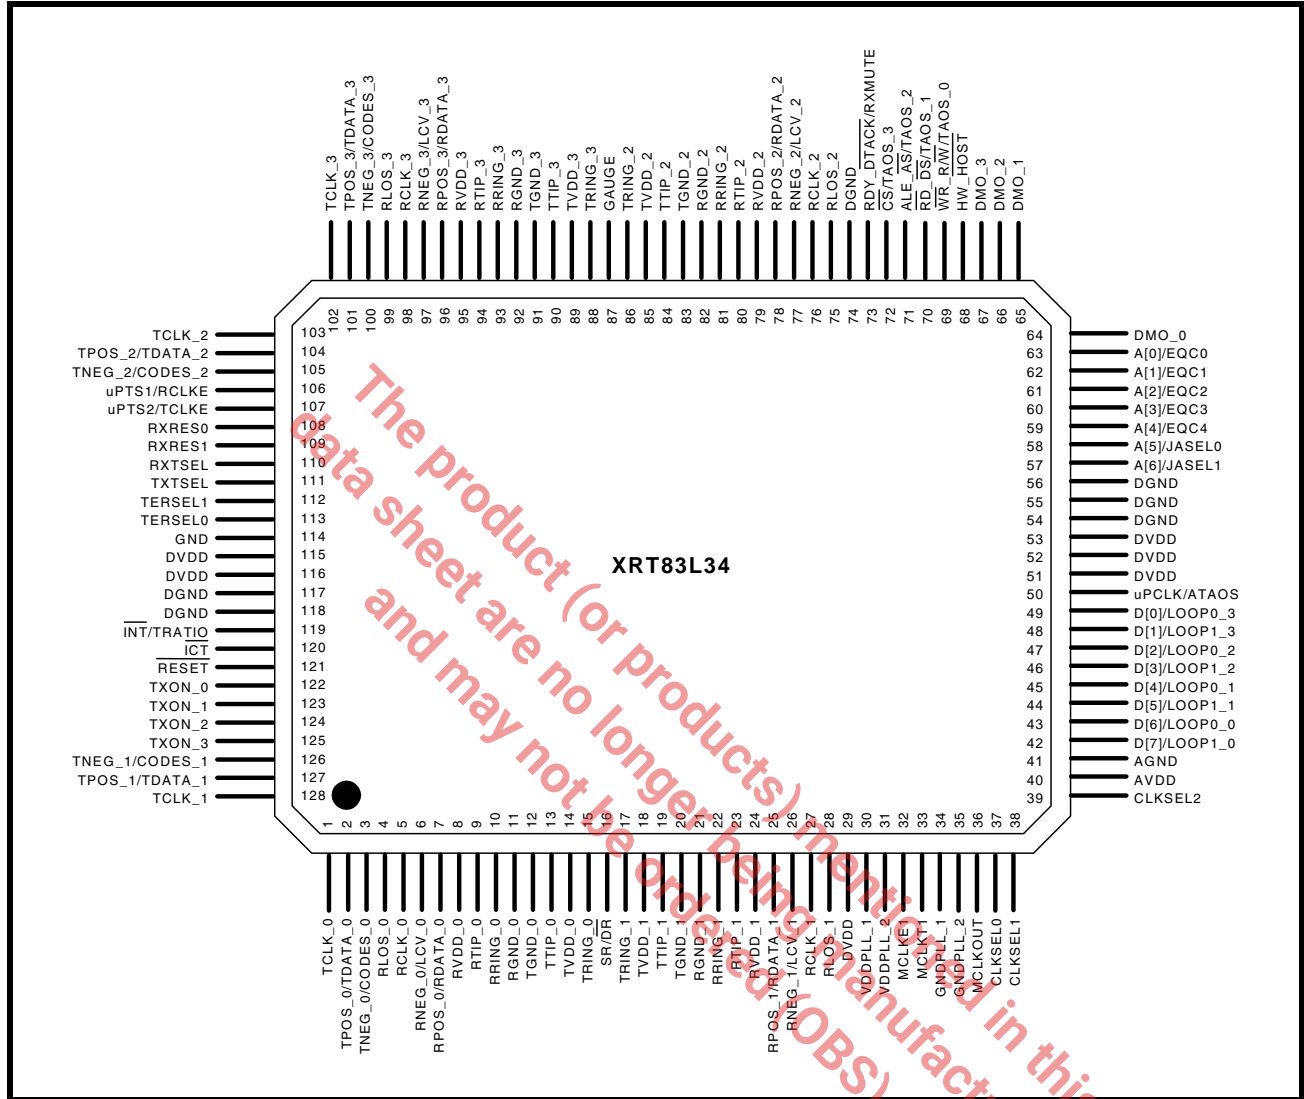 TCLK_3
TPOS_3/TDATA_3
TNEG_3/CODES_3
RLOS_3
RCLK_3
RNEG_3/LCV_3
RPOS_3/RDATA_3
RVDD_3
RTIP_3
RRING_3
RGND_3
TGND_3
TTIP_3
TVDD_3
TRING_3
GAUGE
TRING_2
TVDD_2
TTIP_2
TGND_2
RGND_2
RRING_2
RTIP_2
RVDD_2
RPOS_2/RDATA_2
RNEG_2/LCV_2
RCLK_2
RLOS_2
DGND
RDY_DTACK/RXMUTE
CS/TAOS_3
ALE_AS/TAOS_2
RD_DS/TAOS_1
WR_R/W/TAOS_0
HW_HOST
DMO_3
DMO_2
DMO_1
102
101
100
99
98
97
96
95
94
93
92
91
90
89
88
87
86
85
84
83
82
81
80
79
78
77
76
75
74
73
72
71
70
69
68
67
66
65
TCLK_2 103
TPOS_2/TDATA_2 104
TNEG_2/CODES_2 105
uPTS1/RCLKE 106
uPTS2/TCLKE 107
RXRES0 108
RXRES1 109
RXTSEL 110
TXTSEL 111
TERSEL1 112
TERSEL0 113
GND 114
DVDD 115
DVDD 116
DGND 117
DGND 118
INT/TRATIO 119
ICT 120
RESET 121
TXON_0 122
TXON_1 123
TXON_2 124
TXON_3 125
TNEG_1/CODES_1 126
TPOS_1/TDATA_1 127
TCLK_1 128
XRT83L34
64 DMO_0
63 A[0]/EQC0
62 A[1]/EQC1
61 A[2]/EQC2
60 A[3]/EQC3
59 A[4]/EQC4
58 A[5]/JASEL0
57 A[6]/JASEL1
56 DGND
55 DGND
54 DGND
53 DVDD
52 DVDD
51 DVDD
50 uPCLK/ATAOS
49 D[0]/LOOP0_3
48 D[1]/LOOP1_3
47 D[2]/LOOP0_2
46 D[3]/LOOP1_2
45 D[4]/LOOP0_1
44 D[5]/LOOP1_1
43 D[6]/LOOP0_0
42 D[7]/LOOP1_0
41 AGND
40 AVDD
39 CLKSEL2
1
2
3
4
5
6
7
8
9
10
11
12
13
14
15
16
17
18
19
20
21
22
23
24
25
26
27
28
29
30
31
32
33
34
35
36
37
38
TCLK_0
TPOS_0/TDATA_0
TNEG_0/CODES_0
RLOS_0
RCLK_0
RNEG_0/LCV_0
RPOS_0/RDATA_0
RVDD_0
RTIP_0
RRING_0
RGND_0
TGND_0
TTIP_0
TVDD_0
TRING_0
SR/DR
TRING_1
TVDD_1
TTIP_1
TGND_1
RGND_1
RRING_1
RTIP_1
RVDD_1
RPOS_1/RDATA_1
RNEG_1/LCV_1
RCLK_1
RLOS_1
DVDD
VDDPLL_1
VDDPLL_2
MCLKE1
MCLKT1
GNDPLL_1
GNDPLL_2
MCLKOUT
CLKSEL0
CLKSEL1
The product (or products) mentioned in this
data sheet are no longer being manufact
and may not be ordered (OBS)